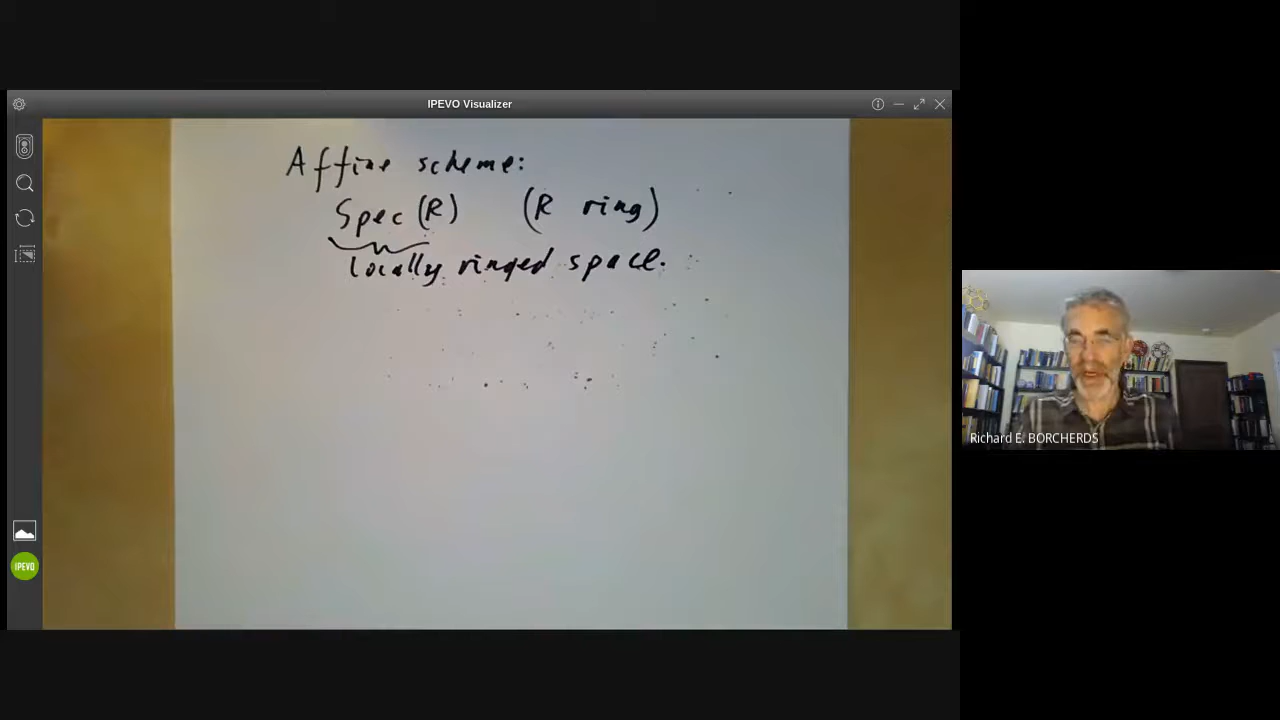 IPEVO Visualizer
Affine scheme:
Spec (R) (R ring)
locally ringed space.
IPEVO
Richard E. BORCHERDS